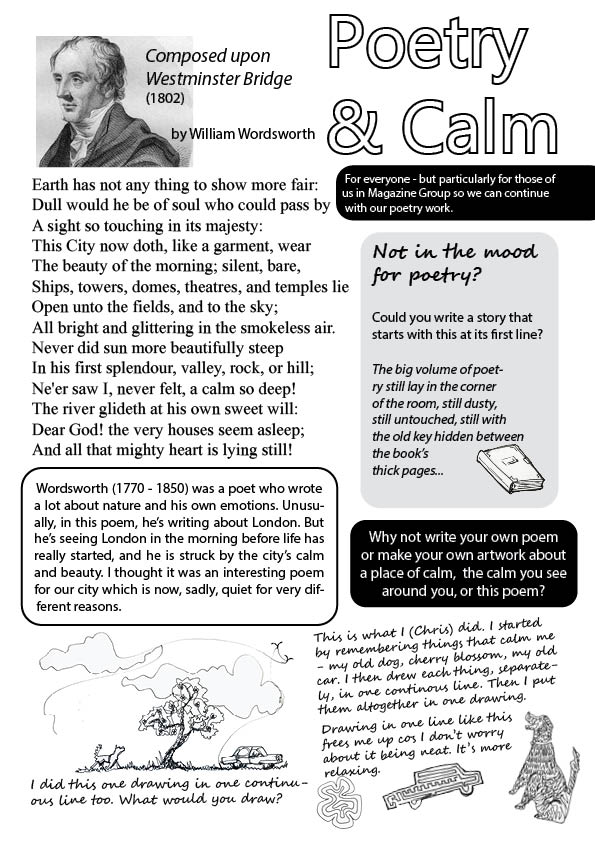 Composed upon
Westminster Bridge
(1802)
by William Wordsworth
Poetry
& Calm
For everyone - but particularly for those of
us in Magazine Group so we can continue
with our poetry work.
Earth has not any thing to show more fair:
Dull would he be of soul who could pass by
A sight so touching in its majesty:
This City now doth, like a garment, wear
The beauty of the morning; silent, bare,
Ships, towers, domes, theatres, and temples lie
Open unto the fields, and to the sky;
All bright and glittering in the smokeless air.
Never did sun more beautifully steep
In his first splendour, valley, rock, or hill;
Ne'er saw I, never felt, a calm so deep!
The river glideth at his own sweet will:
Dear God! the very houses seem asleep;
And all that mighty heart is lying still!
Not in the mood
for poetry?
Could you write a story that
starts with this at its first line?
The big volume of poet-
ry still lay in the corner
of the room, still dusty,
still untouched, still with
the old key hidden between
the book's
thick pages...
Wordsworth (1770 - 1850) was a poet who wrote
a lot about nature and his own emotions. Unusu-
ally, in this poem, he's writing about London. But
he's seeing London in the morning before life has
really started, and he is struck by the city's calm
and beauty. I thought it was an interesting poem
for our city which is now, sadly, quiet for very dif-
ferent reasons.
Why not write your own poem
or make your own artwork about
a place of calm, the calm you see
around you, or this poem?
This is what I (Chris) did. I started
by remembering things that calm me
- my old dog, cherry blossom, my old
car. I then drew each thing, separate-
ly, in one continous line. Then I put
them altogether in one drawing.
Drawing in one line like this
frees me up cos I don't worry
about it being neat. It's more
relaxing.
I did this one drawing in one continu-
ous line too. What would you draw?